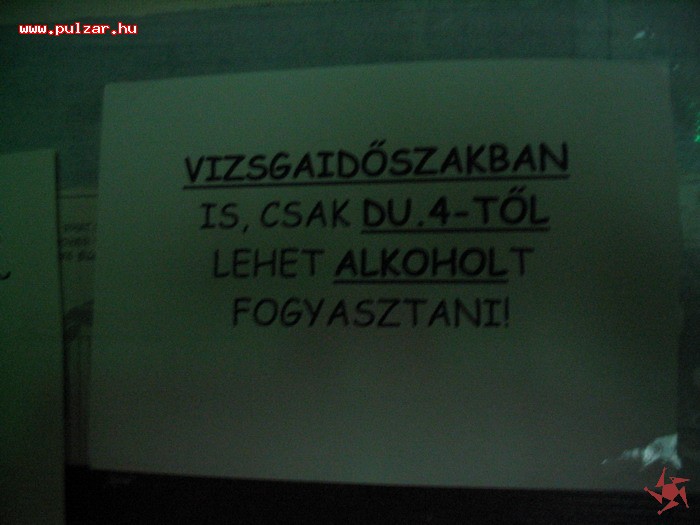 www.pulzar.hu
VIZSGAIDŐSZAKBAN
IS, CSAK DU.4-TŐL
LEHET ALKOHOLT
FOGYASZTANI!